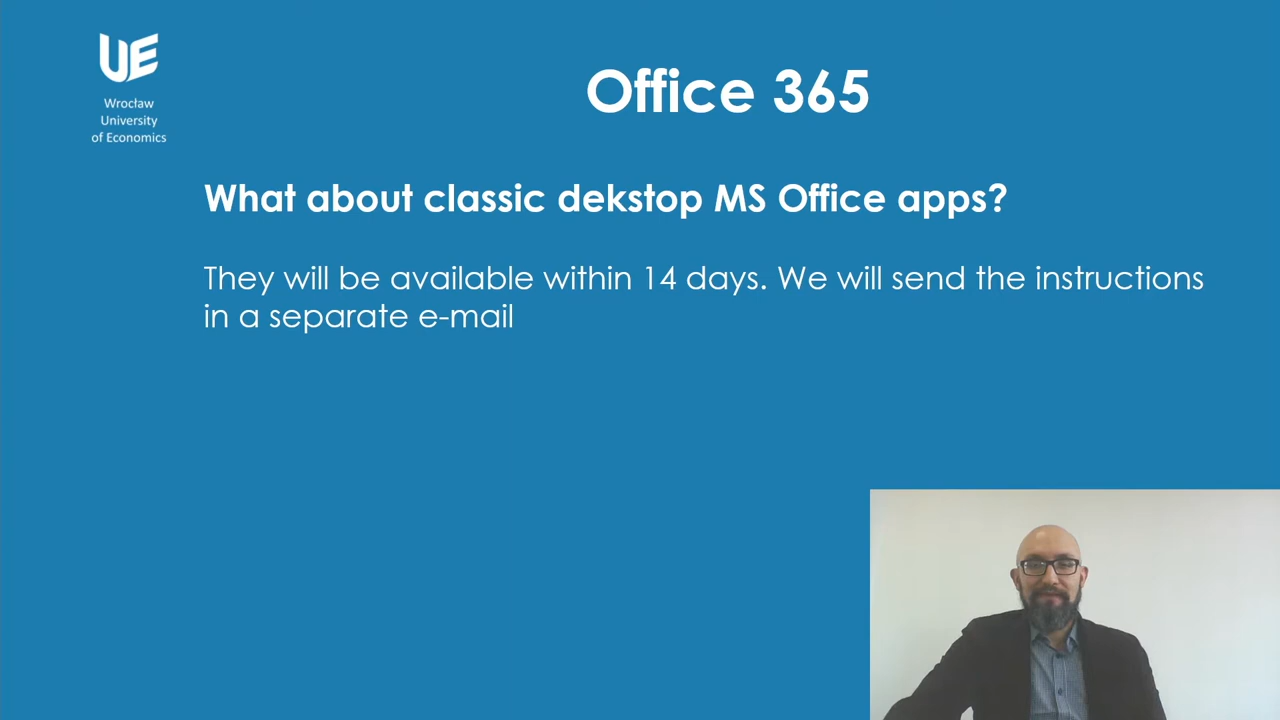 UE
Wrocław
University
of Economics
Office 365
What about classic dekstop MS Office apps?
They will be available within 14 days. We will send the instructions
in a separate e-mail